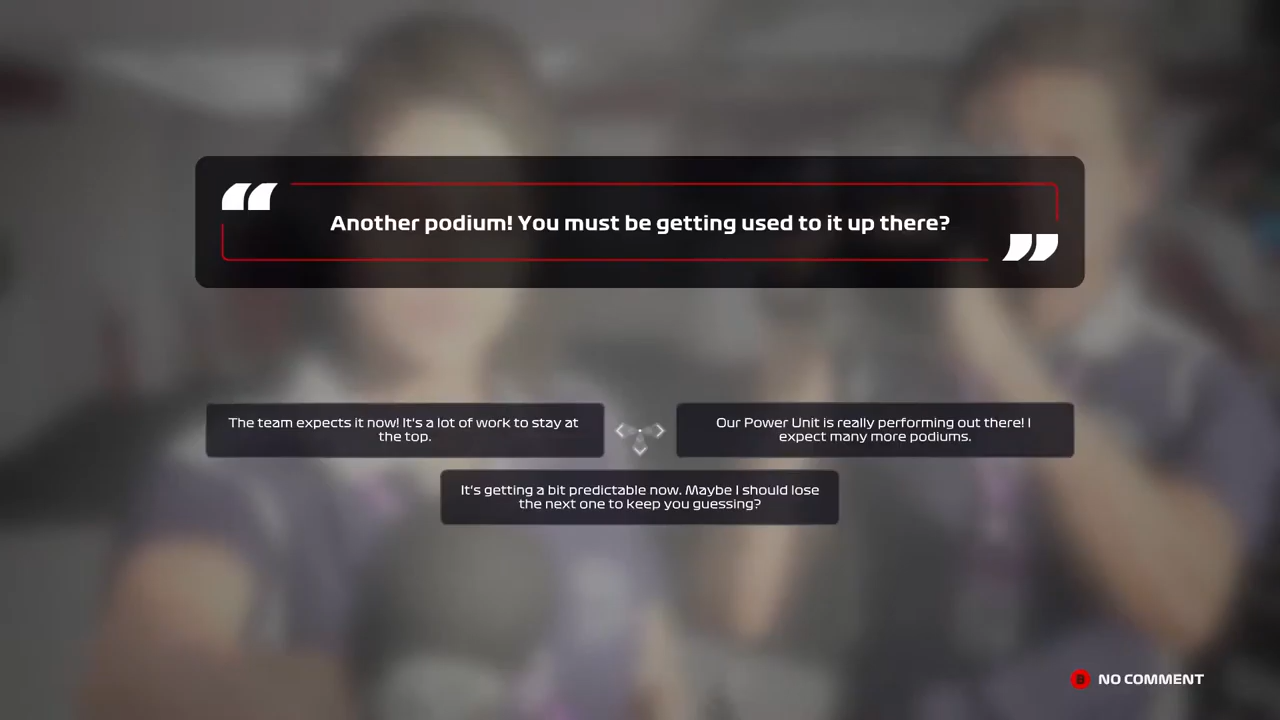 Another podium! You must be getting used to it up there?
The team expects it now! It's a lot of work to stay at
the top.
Our Power Unit is really performing out there! I
expect many more podiums.
It's getting a bit predictable now. Maybe I should lose
the next one to keep you guessing?
B NO COMMENT